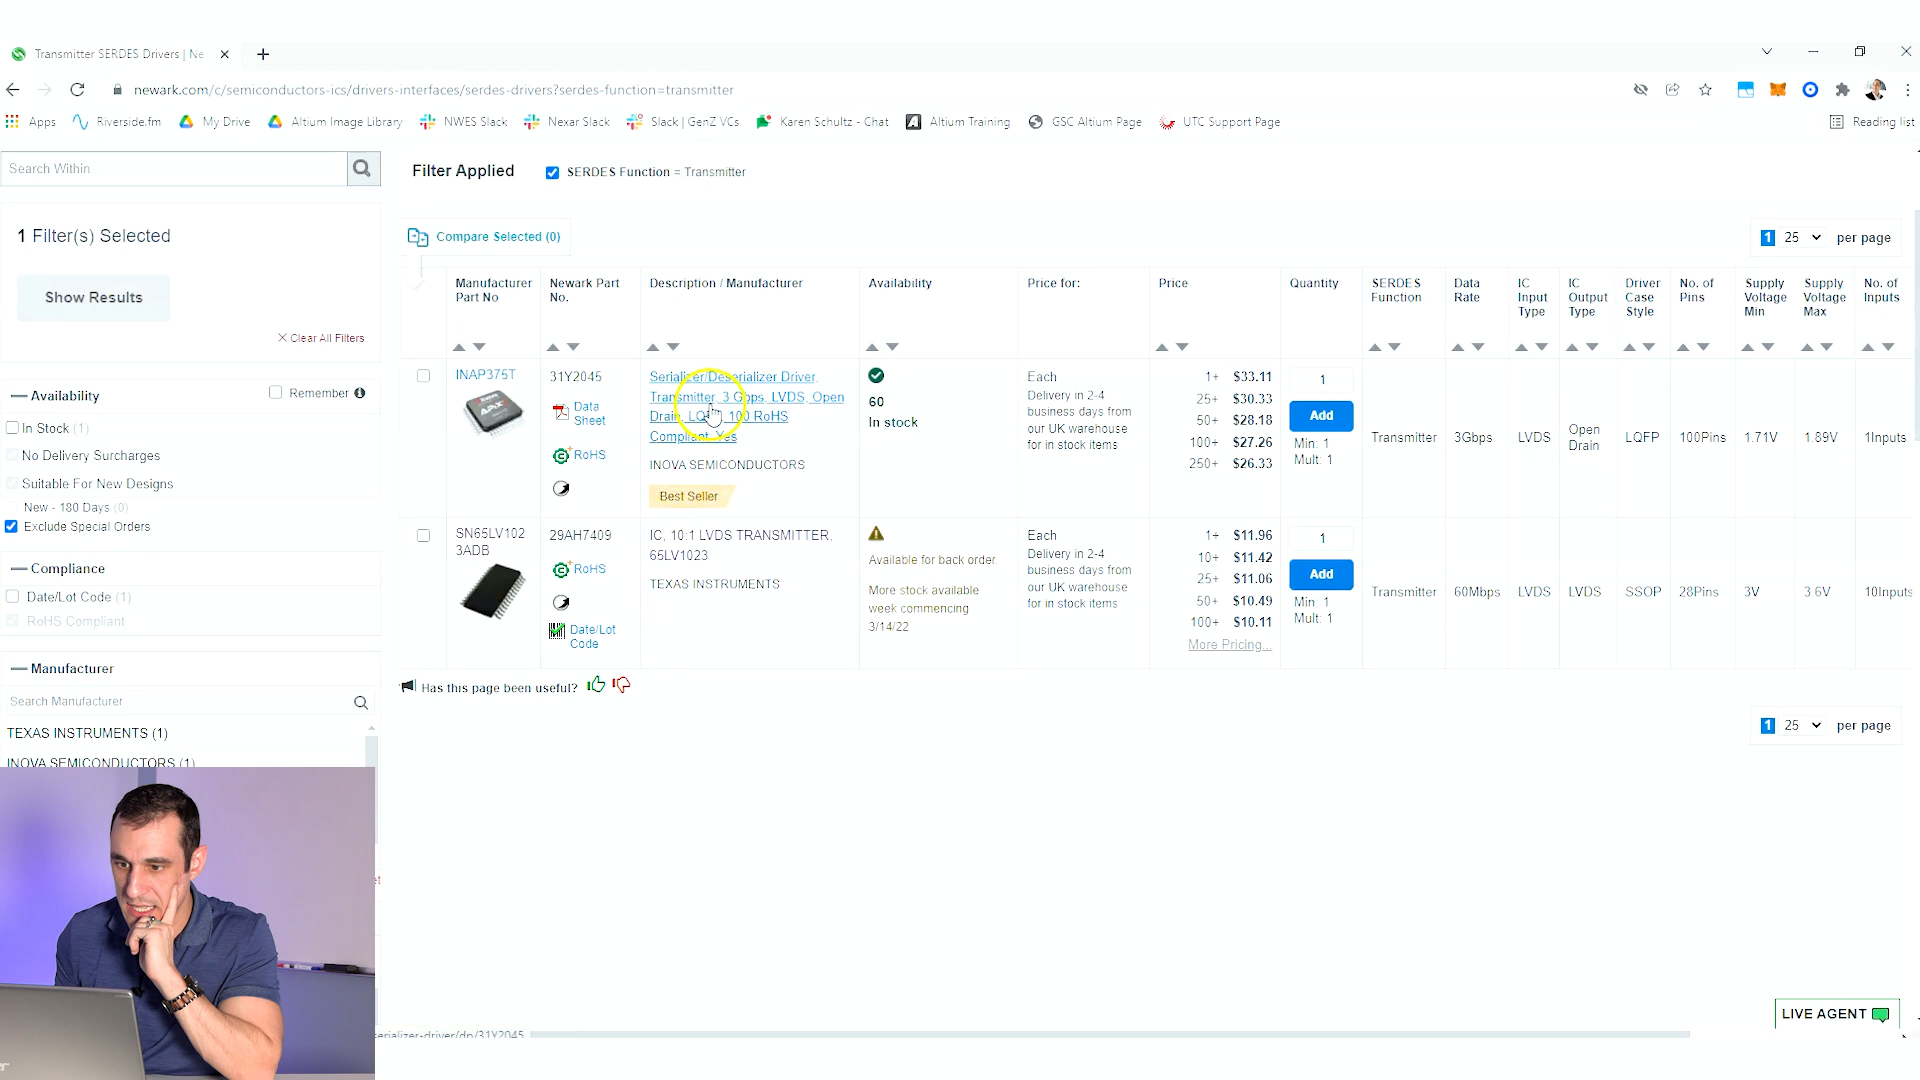 Transmitter SERDES Drivers | Ne
newark.com/c/semiconductors-ics/drivers-interfaces/serdes-drivers?serdes-function=transmitter
Apps Riverside.fm My Drive Altium Image Library NWES Slack Nexar Slack Slack | GenZ VCs Karen Schultz - Chat Altium Training GSC Altium Page UTC Support Page Reading list
Search Within
Filter Applied SERDES Function = Transmitter
1 Filter(s) Selected
Show Results
Clear All Filters
Availability Remember
In Stock (1)
No Delivery Surcharges
Suitable For New Designs
New - 180 Days (0)
Exclude Special Orders
Compliance
Date/Lot Code (1)
RoHS Compliant
Manufacturer
Search Manufacturer
TEXAS INSTRUMENTS (1)
INOVA SEMICONDUCTORS (1)
Compare Selected (0)
1 25 per page
Manufacturer
Part No
Newark Part
No.
Description / Manufacturer
Availability
Price for:
Price
Quantity
SERDES
Function
Data
Rate
IC
Input
Type
IC
Output
Type
Driver
Case
Style
No. of
Pins
Supply
Voltage
Min
Supply
Voltage
Max
No. of
Inputs
INAP375T
31Y2045
Data
Sheet
RoHS
Serializer/Deserializer Driver,
Transmitter, 3 Gbps, LVDS, Open
Drain, LQFP, 100 RoHS
Compliant: Yes
INOVA SEMICONDUCTORS
Best Seller
60
In stock
Each
Delivery in 2-4
business days from
our UK warehouse
for in stock items
1+ $33.11
25+ $30.33
50+ $28.18
100+ $27.26
250+ $26.33
1
Add
Min: 1
Mult: 1
Transmitter
3Gbps
LVDS
Open
Drain
LQFP
100Pins
1.71V
1.89V
1Inputs
SN65LV102
3ADB
29AH7409
RoHS
Date/Lot
Code
IC, 10:1 LVDS TRANSMITTER,
65LV1023
TEXAS INSTRUMENTS
Available for back order
More stock available
week commencing
3/14/22
Each
Delivery in 2-4
business days from
our UK warehouse
for in stock items
1+ $11.96
10+ $11.42
25+ $11.06
50+ $10.49
100+ $10.11
More Pricing...
1
Add
Min: 1
Mult: 1
Transmitter
60Mbps
LVDS
LVDS
SSOP
28Pins
3V
3.6V
10Inputs
Has this page been useful?
1 25 per page
LIVE AGENT
erializer-driver/dp/31Y2045